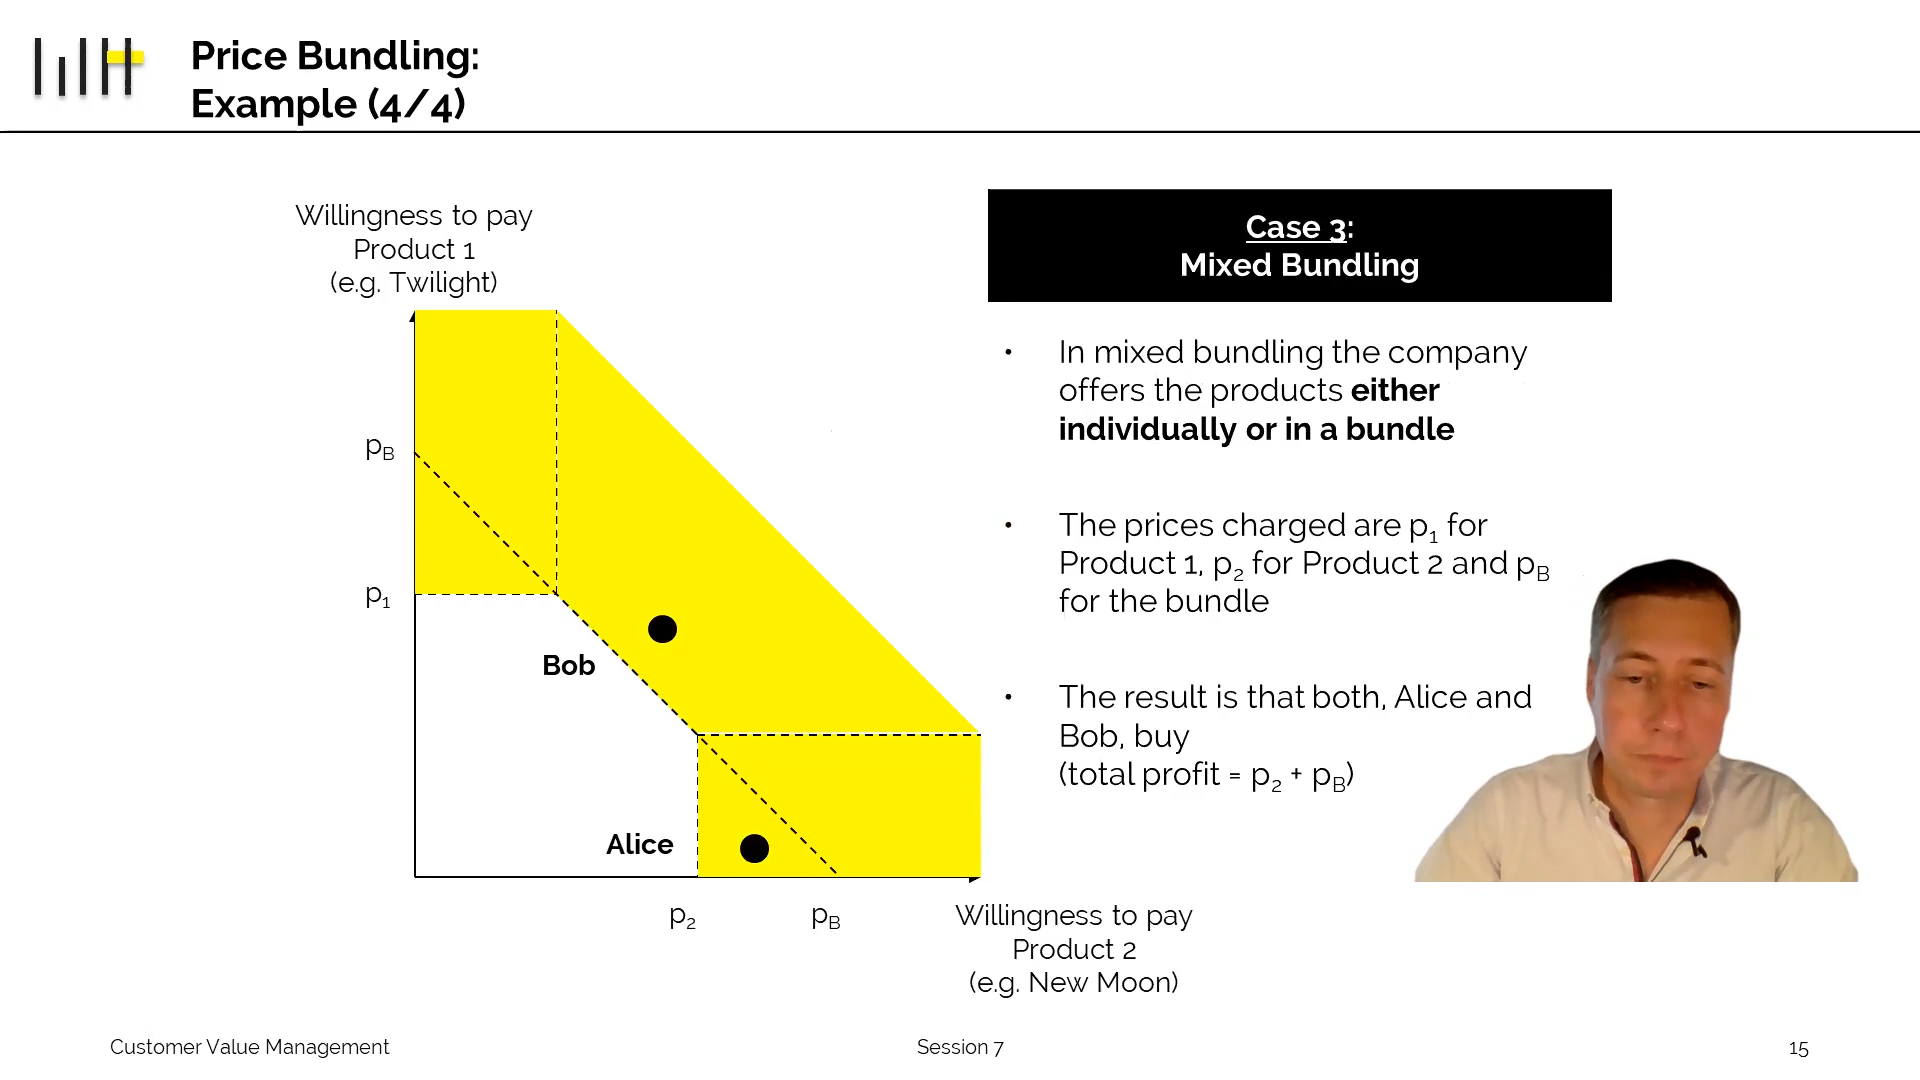 Price Bundling:
Example (4/4)
Willingness to pay
Product 1
(e.g. Twilight)
pB
p1
Bob
Alice
p2
pB
Willingness to pay
Product 2
(e.g. New Moon)
Case 3:
Mixed Bundling
• In mixed bundling the company
offers the products either
individually or in a bundle
• The prices charged are p1 for
Product 1, p2 for Product 2 and pB
for the bundle
• The result is that both, Alice and
Bob, buy
(total profit = p2 + pB)
Customer Value Management
Session 7
15